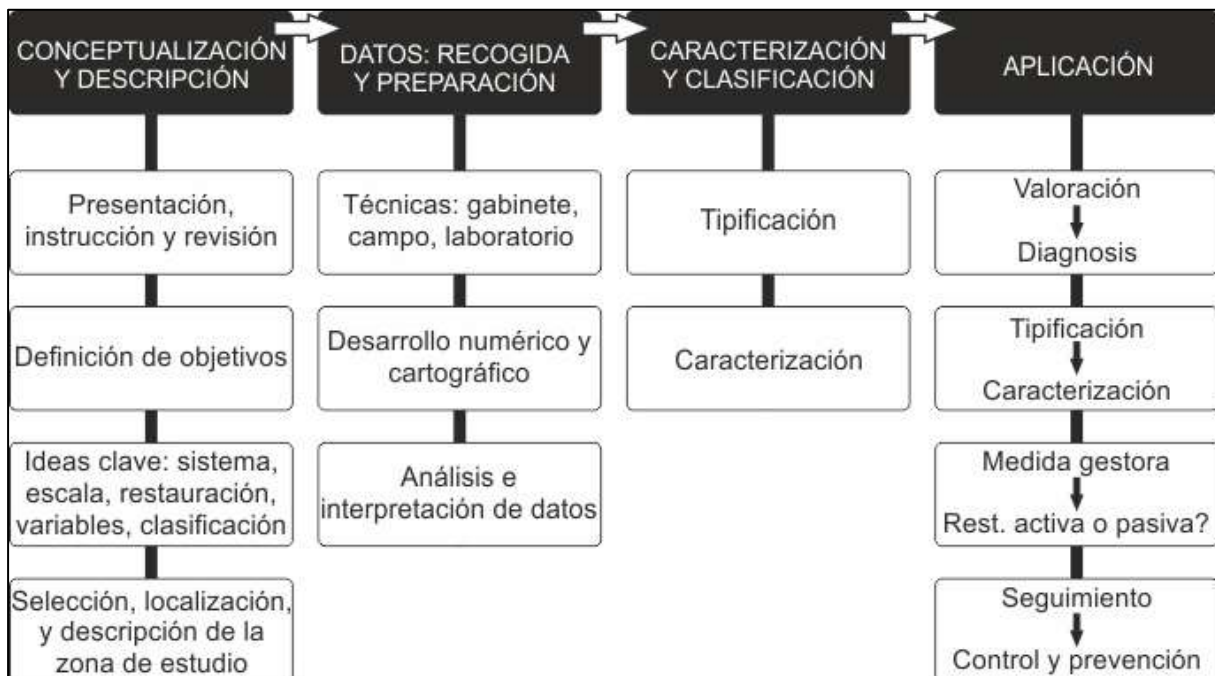 CONCEPTUALIZACIÓN
Y DESCRIPCIÓN
DATOS: RECOGIDA
Y PREPARACIÓN
CARACTERIZACIÓN
Y CLASIFICACIÓN
APLICACIÓN
Presentación,
instrucción y revisión
Definición de objetivos
Ideas clave: sistema,
escala, restauración,
variables, clasificación
Selección, localización,
y descripción de la
zona de estudio
Técnicas: gabinete,
campo, laboratorio
Desarrollo numérico y
cartográfico
Análisis e
interpretación de datos
Tipificación
Caracterización
Valoración
Diagnosis
Tipificación
Caracterización
Medida gestora
Rest. activa o pasiva?
Seguimiento
Control y prevención